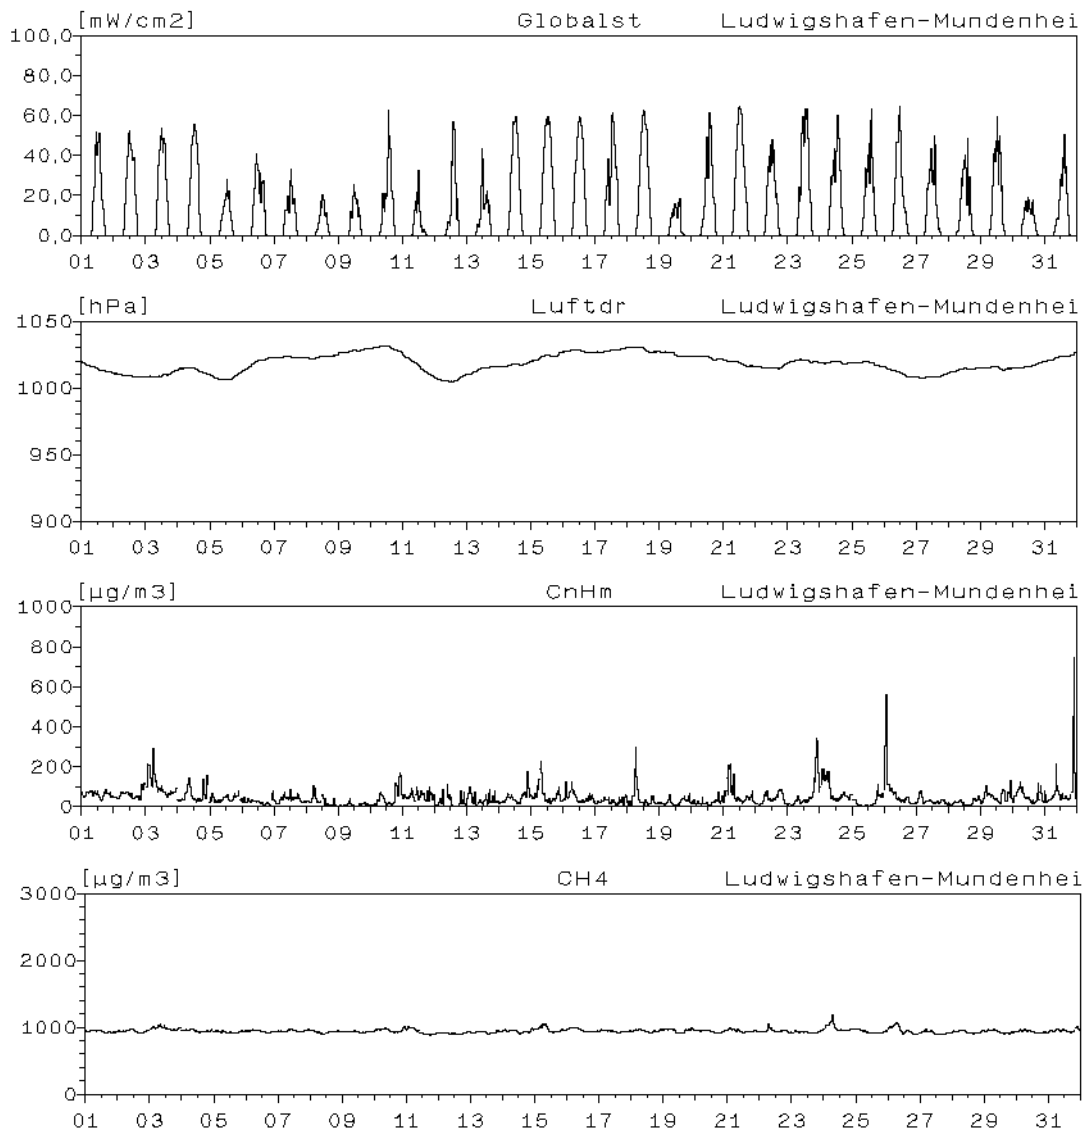 [mW/cm2] Globalst Ludwigshafen-Mundenhei
100,0
80,0
60,0
40,0
20,0
0,0
01 03 05 07 09 11 13 15 17 19 21 23 25 27 29 31
[hPa] Luftdr Ludwigshafen-Mundenhei
1050
1000
950
900
01 03 05 07 09 11 13 15 17 19 21 23 25 27 29 31
[µg/m3] CnHm Ludwigshafen-Mundenhei
1000
800
600
400
200
0
01 03 05 07 09 11 13 15 17 19 21 23 25 27 29 31
[µg/m3] CH4 Ludwigshafen-Mundenhei
3000
2000
1000
0
01 03 05 07 09 11 13 15 17 19 21 23 25 27 29 31